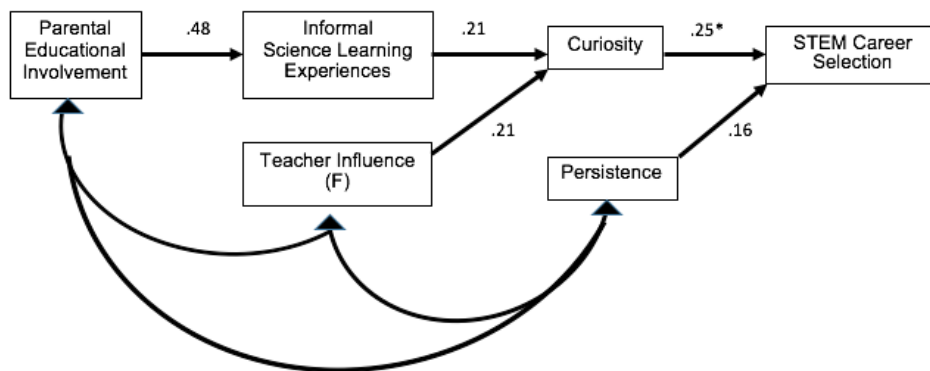 Parental
Educational
Involvement
.48
Informal
Science Learning
Experiences
.21
Curiosity
.25*
STEM Career
Selection
Teacher Influence
(F)
.21
Persistence
.16